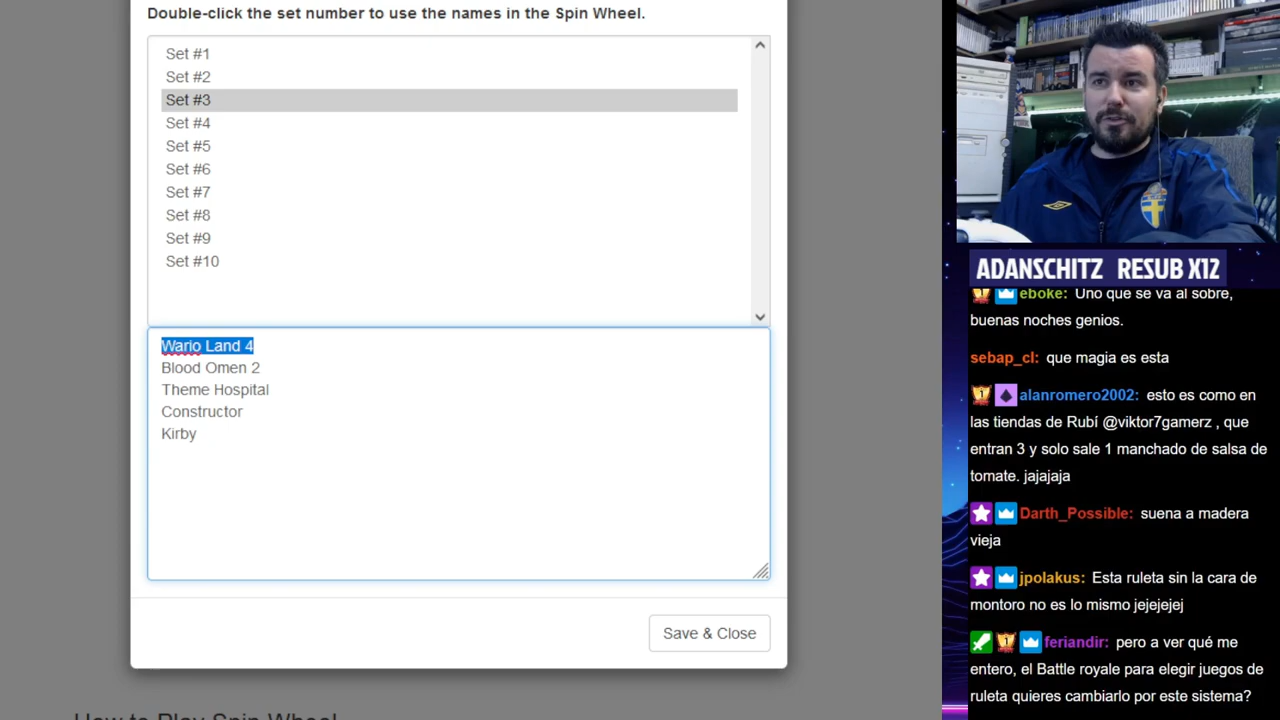 Double-click the set number to use the names in the Spin Wheel.
Set #1
Set #2
Set #3
Set #4
Set #5
Set #6
Set #7
Set #8
Set #9
Set #10
Wario Land 4
Blood Omen 2
Theme Hospital
Constructor
Kirby
Save & Close
How to Play Spin Wheel
ADANSCHITZ RESUB X12
eboke: Uno que se va al sobre,
buenas noches genios.
sebap_cl: que magia es esta
alanromero2002: esto es como en
las tiendas de Rubí @viktor7gamerz , que
entran 3 y solo sale 1 manchado de salsa de
tomate. jajajaja
Darth_Possible: suena a madera
vieja
jpolakus: Esta ruleta sin la cara de
montoro no es lo mismo jejejejej
feriandir: pero a ver qué me
entero, el Battle royale para elegir juegos de
ruleta quieres cambiarlo por este sistema?